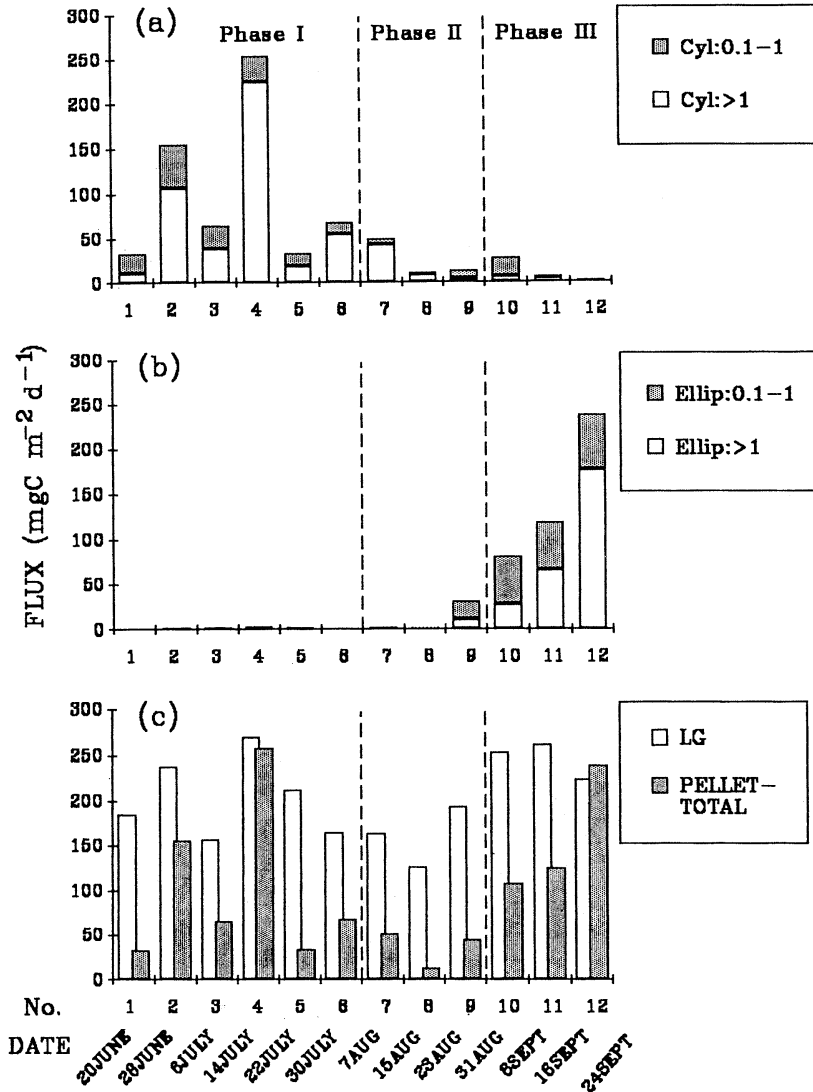 (a)
Phase I
Phase II
Phase III
300
250
200
150
100
50
0
1 2 3 4 5 6 7 8 9 10 11 12
Cyl:0.1−1
Cyl:>1
(b)
300
250
200
150
100
50
0
1 2 3 4 5 6 7 8 9 10 11 12
Ellip:0.1−1
Ellip:>1
FLUX (mgC m−2 d−1)
(c)
300
250
200
150
100
50
0
LG
PELLET−
TOTAL
No. 1 2 3 4 5 6 7 8 9 10 11 12
DATE 20JUNE 28JUNE 6JULY 14JULY 22JULY 30JULY 7AUG 15AUG 23AUG 31AUG 8SEPT 16SEPT 24SEPT